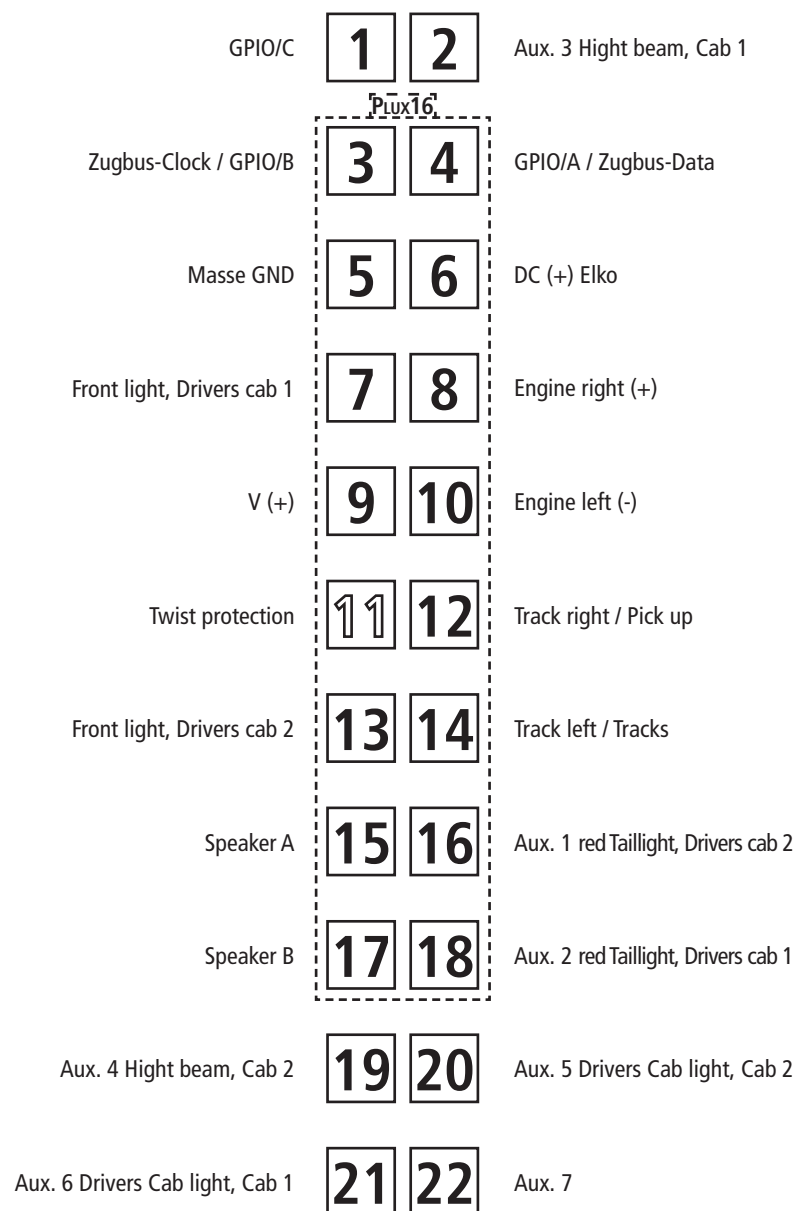 GPIO/C 1 2 Aux. 3 Hight beam, Cab 1
PLUX16
Zugbus-Clock / GPIO/B 3 4 GPIO/A / Zugbus-Data
Masse GND 5 6 DC (+) Elko
Front light, Drivers cab 1 7 8 Engine right (+)
V (+) 9 10 Engine left (-)
Twist protection 11 12 Track right / Pick up
Front light, Drivers cab 2 13 14 Track left / Tracks
Speaker A 15 16 Aux. 1 red Taillight, Drivers cab 2
Speaker B 17 18 Aux. 2 red Taillight, Drivers cab 1
Aux. 4 Hight beam, Cab 2 19 20 Aux. 5 Drivers Cab light, Cab 2
Aux. 6 Drivers Cab light, Cab 1 21 22 Aux. 7